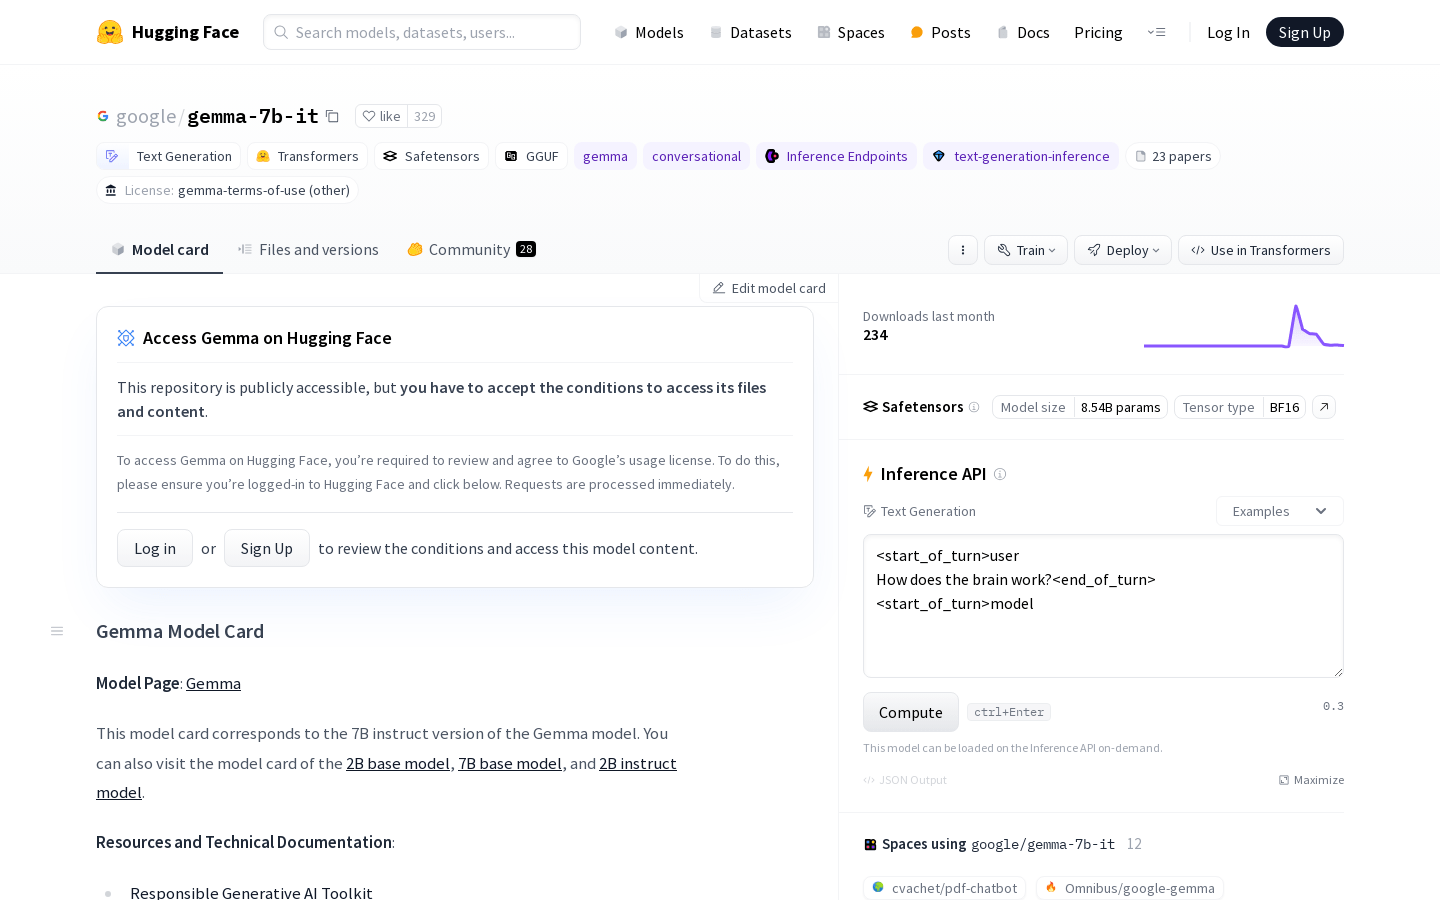 Hugging Face
Search models, datasets, users...
Models
Datasets
Spaces
Posts
Docs
Pricing
Log In
Sign Up
google/gemma-7b-it
like 329
Text Generation
Transformers
Safetensors
GGUF
gemma
conversational
Inference Endpoints
text-generation-inference
23 papers
License: gemma-terms-of-use (other)
Model card
Files and versions
Community 28
Train
Deploy
Use in Transformers
Edit model card
Access Gemma on Hugging Face
This repository is publicly accessible, but you have to accept the conditions to access its files
and content.
To access Gemma on Hugging Face, you’re required to review and agree to Google’s usage license. To do this,
please ensure you’re logged-in to Hugging Face and click below. Requests are processed immediately.
Log in or Sign Up to review the conditions and access this model content.
Gemma Model Card
Model Page: Gemma
This model card corresponds to the 7B instruct version of the Gemma model. You
can also visit the model card of the 2B base model, 7B base model, and 2B instruct
model.
Resources and Technical Documentation:
Responsible Generative AI Toolkit
Downloads last month
234
Safetensors
Model size 8.54B params
Tensor type BF16
Inference API
Text Generation
Examples
<start_of_turn>user
How does the brain work?<end_of_turn>
<start_of_turn>model
Compute
ctrl+Enter
0.3
This model can be loaded on the Inference API on-demand.
JSON Output
Maximize
Spaces using google/gemma-7b-it 12
cvachet/pdf-chatbot
Omnibus/google-gemma